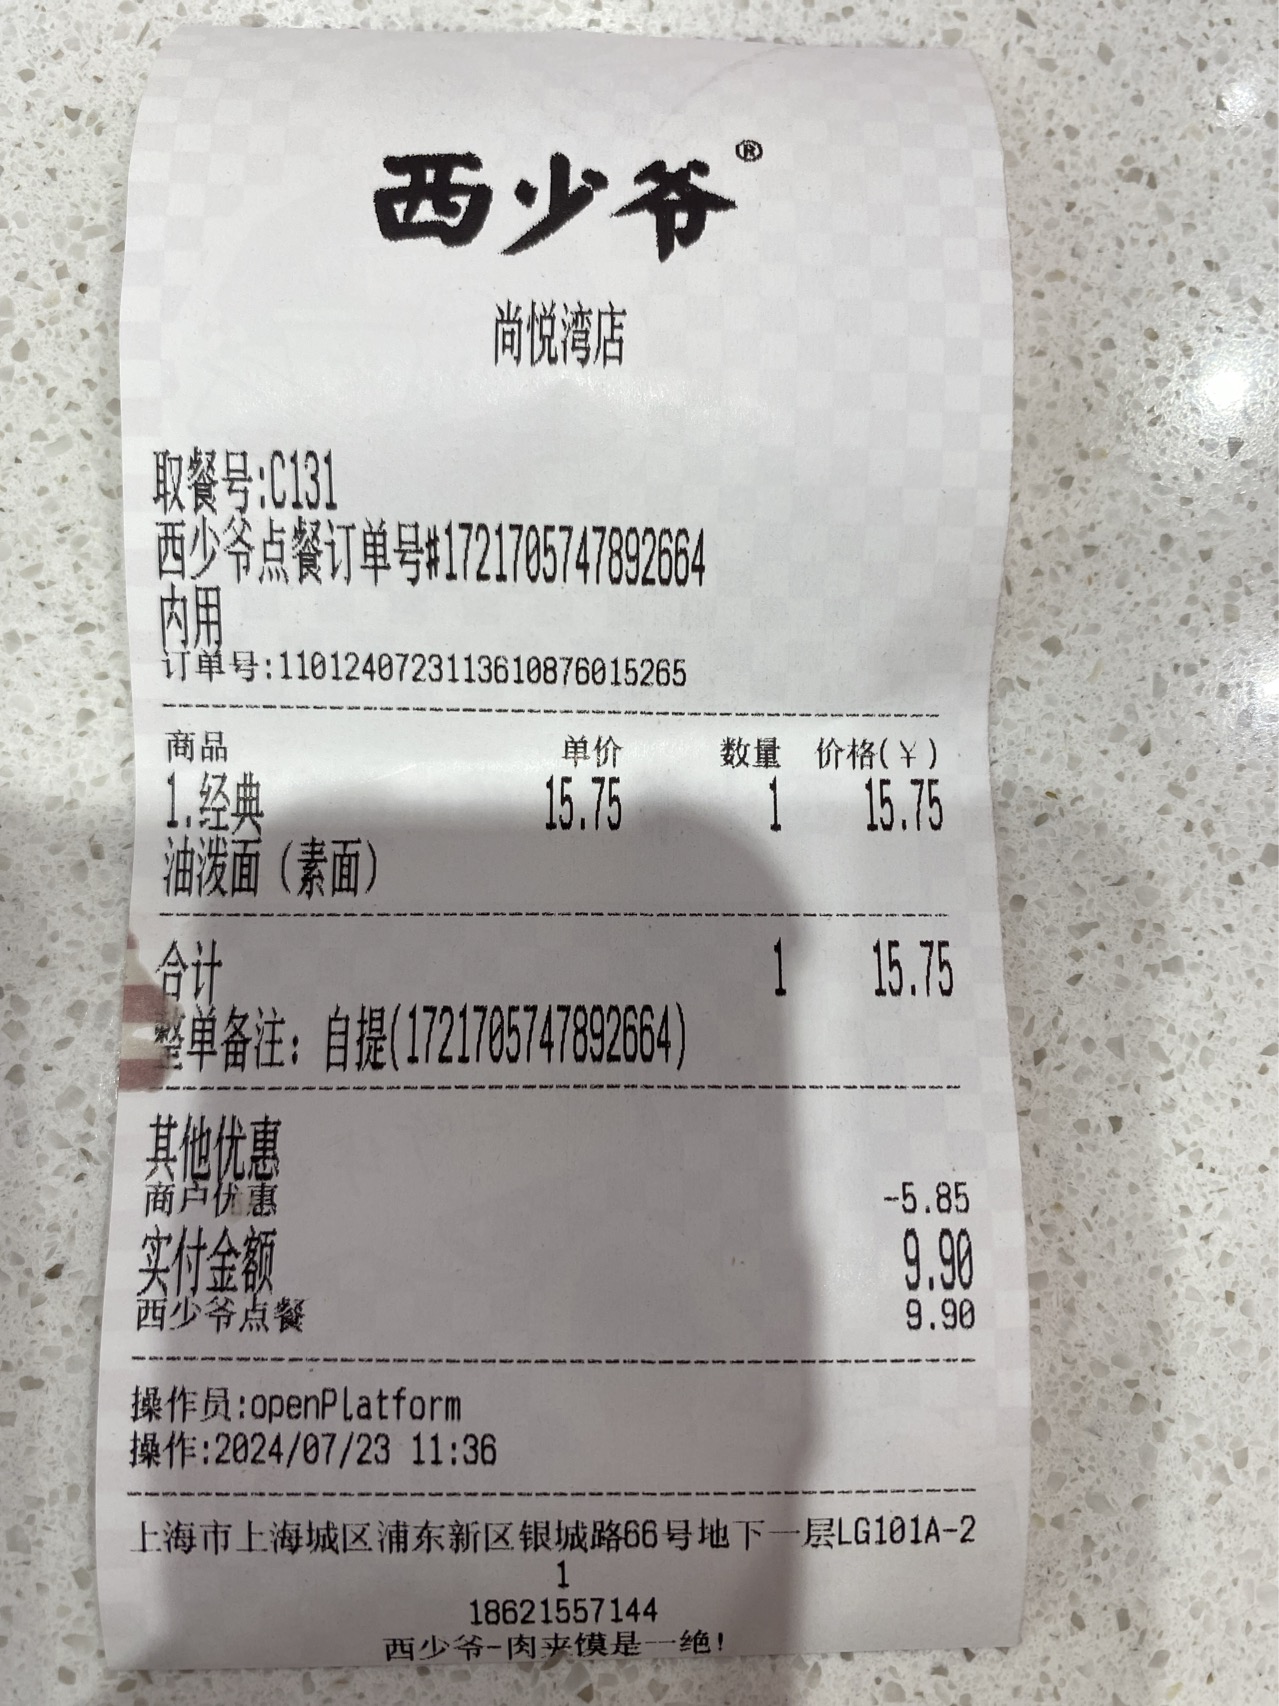 西少爷®
尚悦湾店
取餐号:C131
西少爷点餐订单号#1721705747892664
内用
订单号:1101240723113610876015265
商品 单价 数量 价格(¥)
1.经典 15.75 1 15.75
油泼面（素面）
合计 1 15.75
整单备注：自提(1721705747892664)
其他优惠
商户优惠 -5.85
实付金额 9.90
西少爷点餐 9.90
操作员:openPlatform
操作:2024/07/23 11:36
上海市上海城区浦东新区银城路66号地下一层LG101A-2
1
18621557144
西少爷-肉夹馍是一绝!